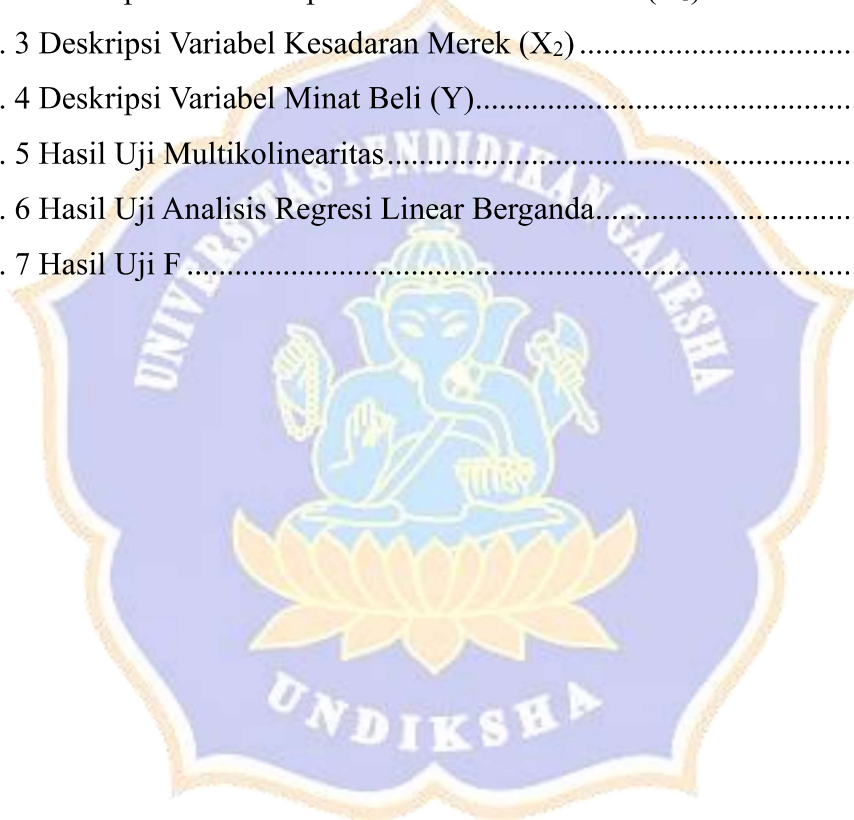 . 3 Deskripsi Variabel Kesadaran Merek (X₂)................................
. 4 Deskripsi Variabel Minat Beli (Y)..............................................
. 5 Hasil Uji Multikolinearitas........................................................
. 6 Hasil Uji Analisis Regresi Linear Berganda..............................
. 7 Hasil Uji F .................................................................................
UNIVERSITAS PENDIDIKAN GANESHA
UNDIKSHA